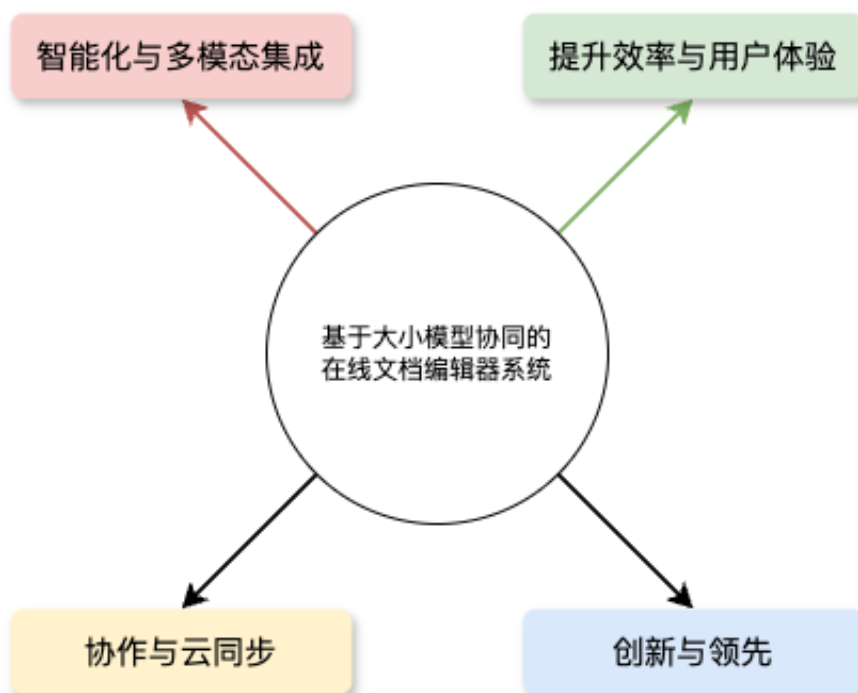 智能化与多模态集成
提升效率与用户体验
基于大小模型协同的
在线文档编辑器系统
协作与云同步
创新与领先